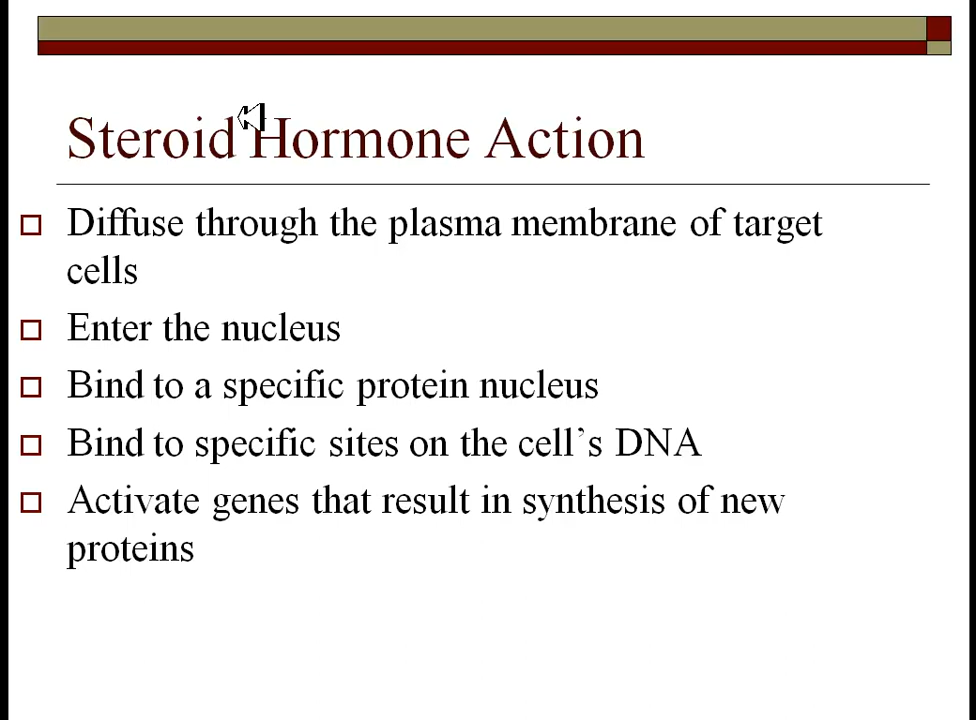 Steroid Hormone Action
Diffuse through the plasma membrane of target
cells
Enter the nucleus
Bind to a specific protein nucleus
Bind to specific sites on the cell’s DNA
Activate genes that result in synthesis of new
proteins